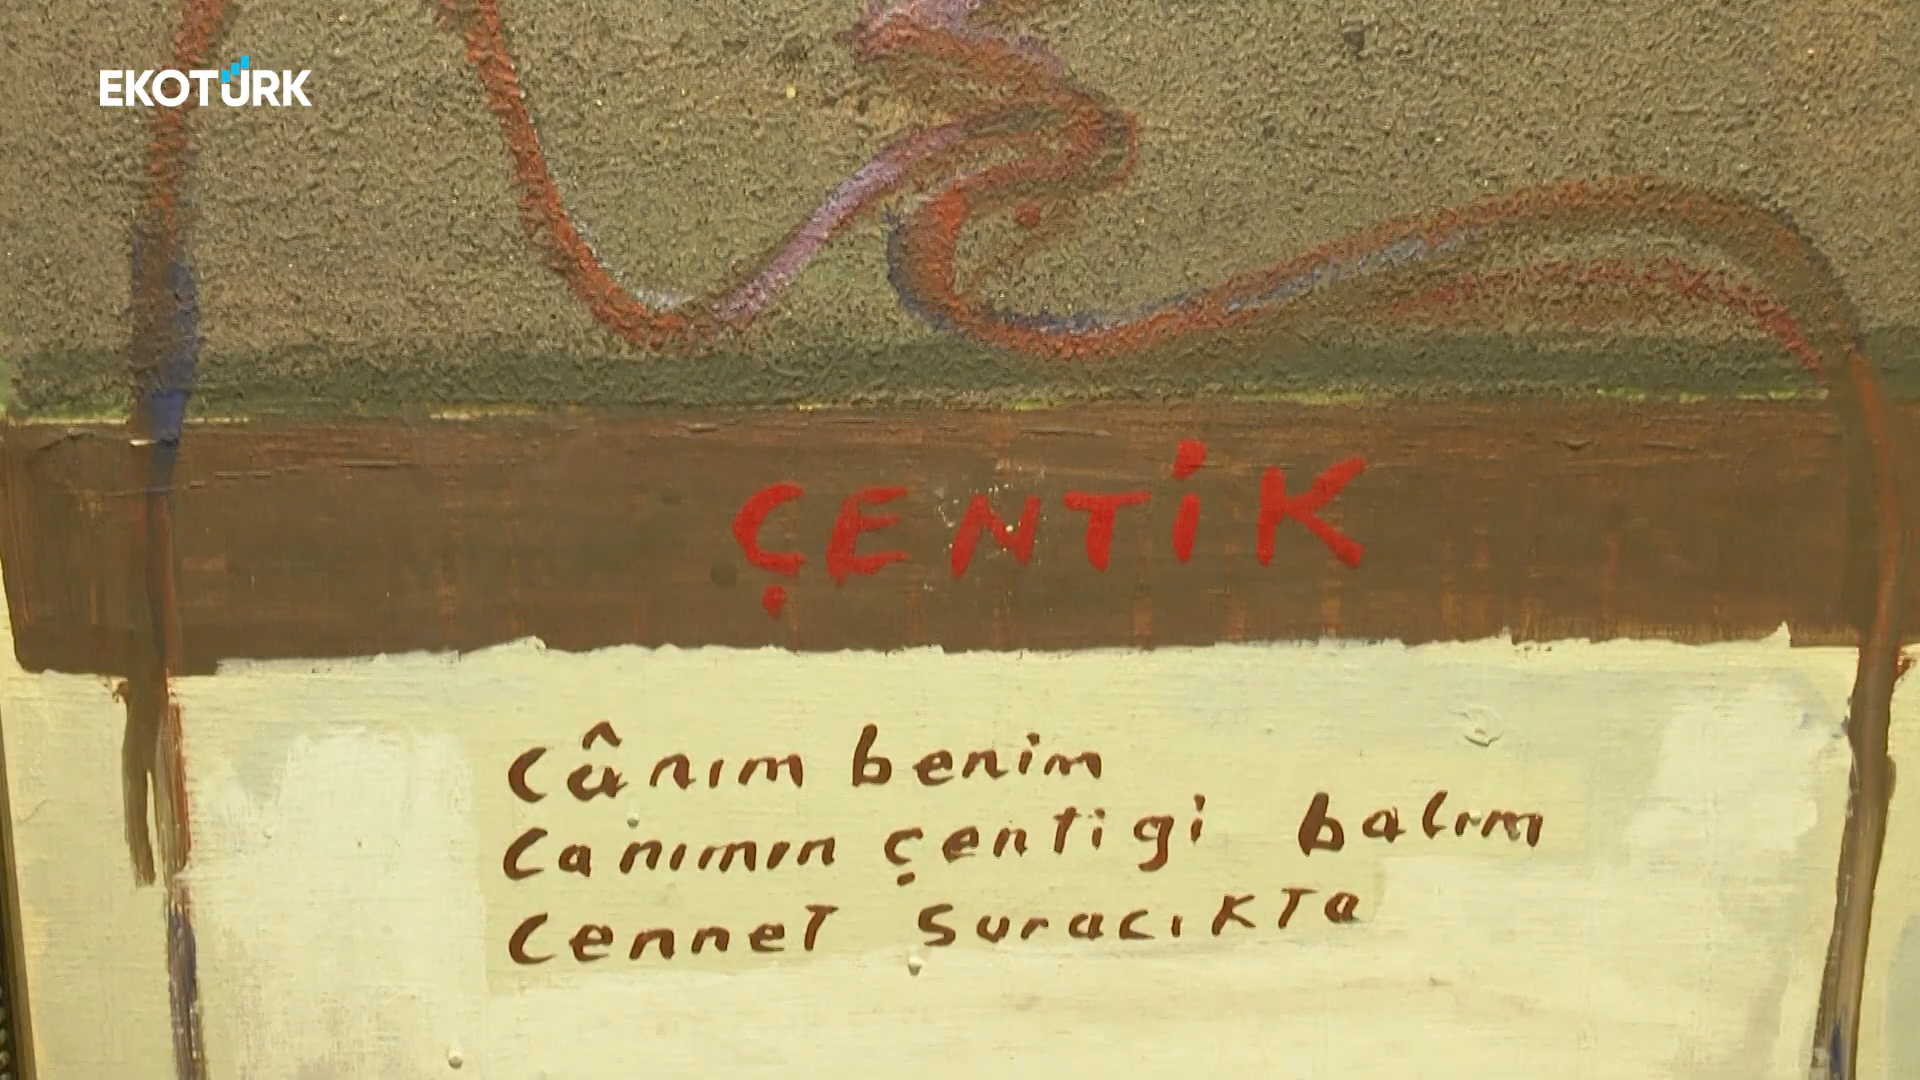 EKOTÜRK
ÇENTİK
Cânım benim
Canımın çentigi balım
Cennet suracıkta